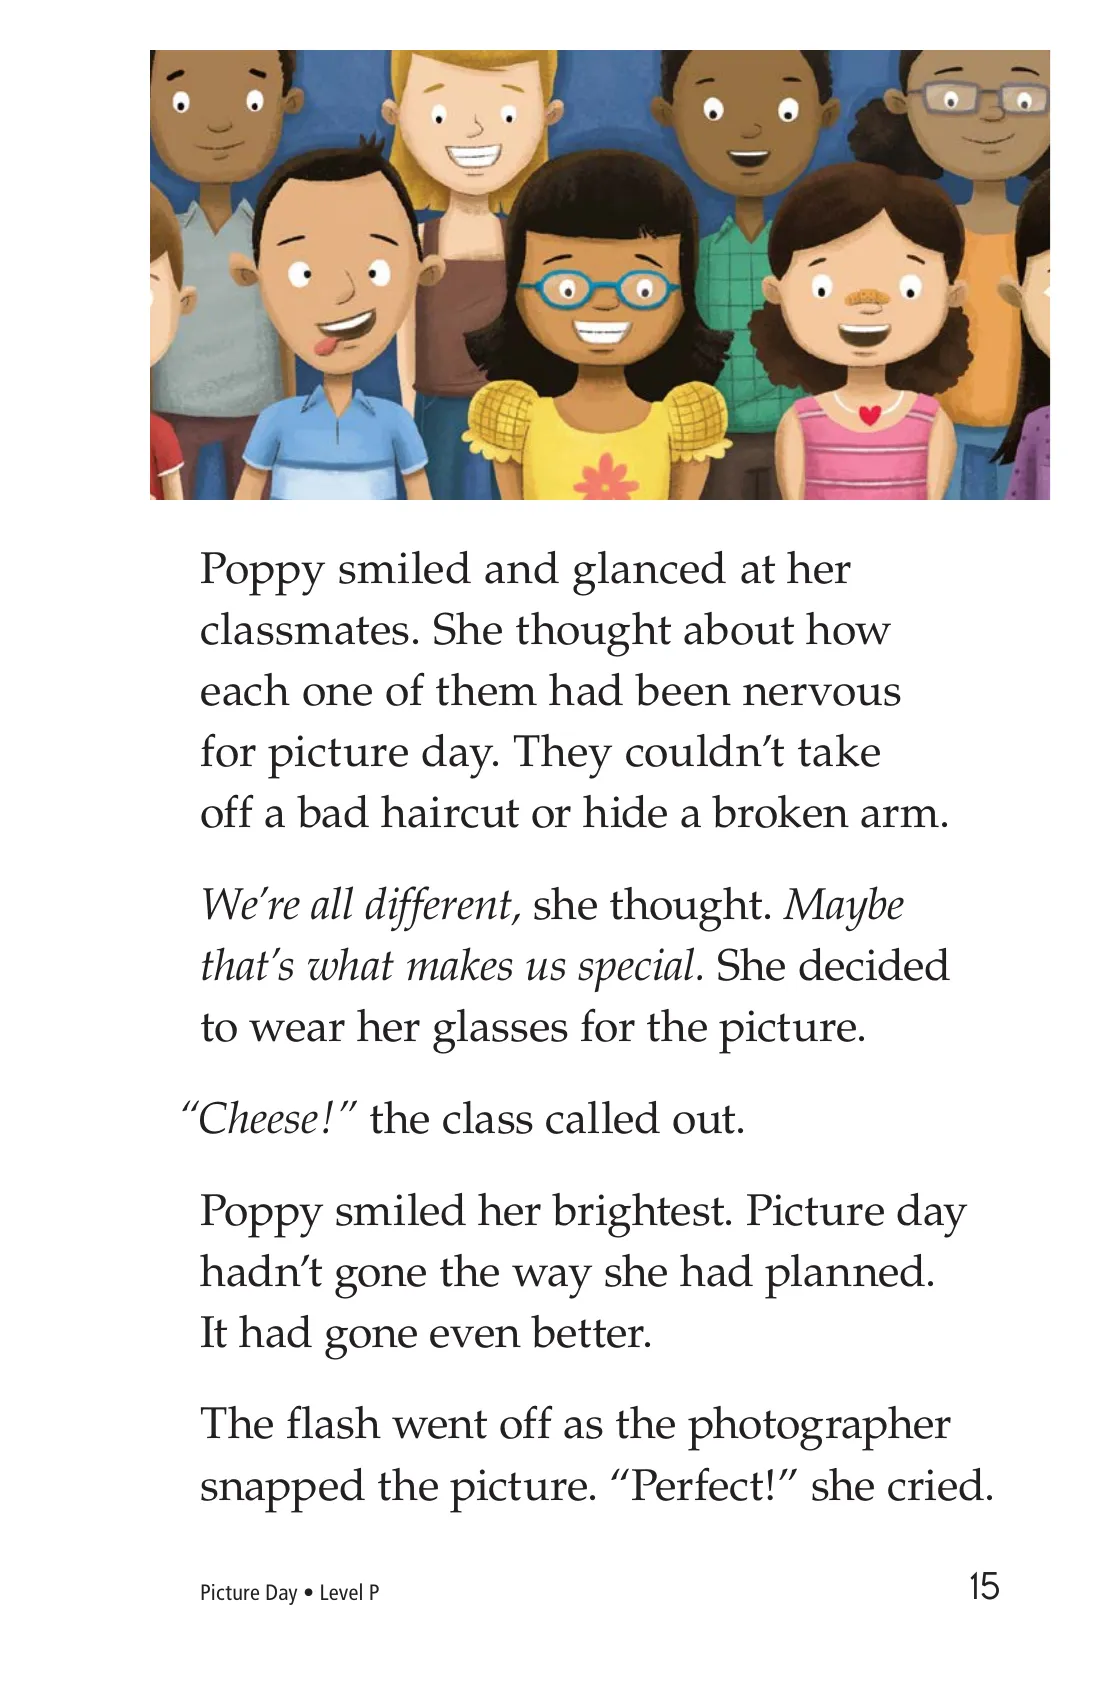 Poppy smiled and glanced at her
classmates. She thought about how
each one of them had been nervous
for picture day. They couldn’t take
off a bad haircut or hide a broken arm.
We’re all different, she thought. Maybe
that’s what makes us special. She decided
to wear her glasses for the picture.
“Cheese!” the class called out.
Poppy smiled her brightest. Picture day
hadn’t gone the way she had planned.
It had gone even better.
The flash went off as the photographer
snapped the picture. “Perfect!” she cried.
Picture Day • Level P
15